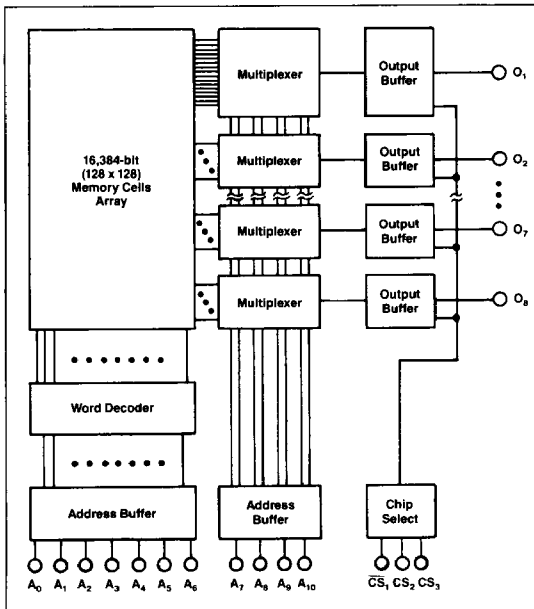 16,384-bit
(128 x 128)
Memory Cells
Array
Multiplexer
Output
Buffer
O₁
Multiplexer
Output
Buffer
O₂
Multiplexer
Output
Buffer
O₇
Multiplexer
Output
Buffer
O₈
Word Decoder
Address Buffer
Address
Buffer
Chip
Select
A₀ A₁ A₂ A₃ A₄ A₅ A₆ A₇ A₈ A₉ A₁₀ C̅S̅₁ CS₂ CS₃